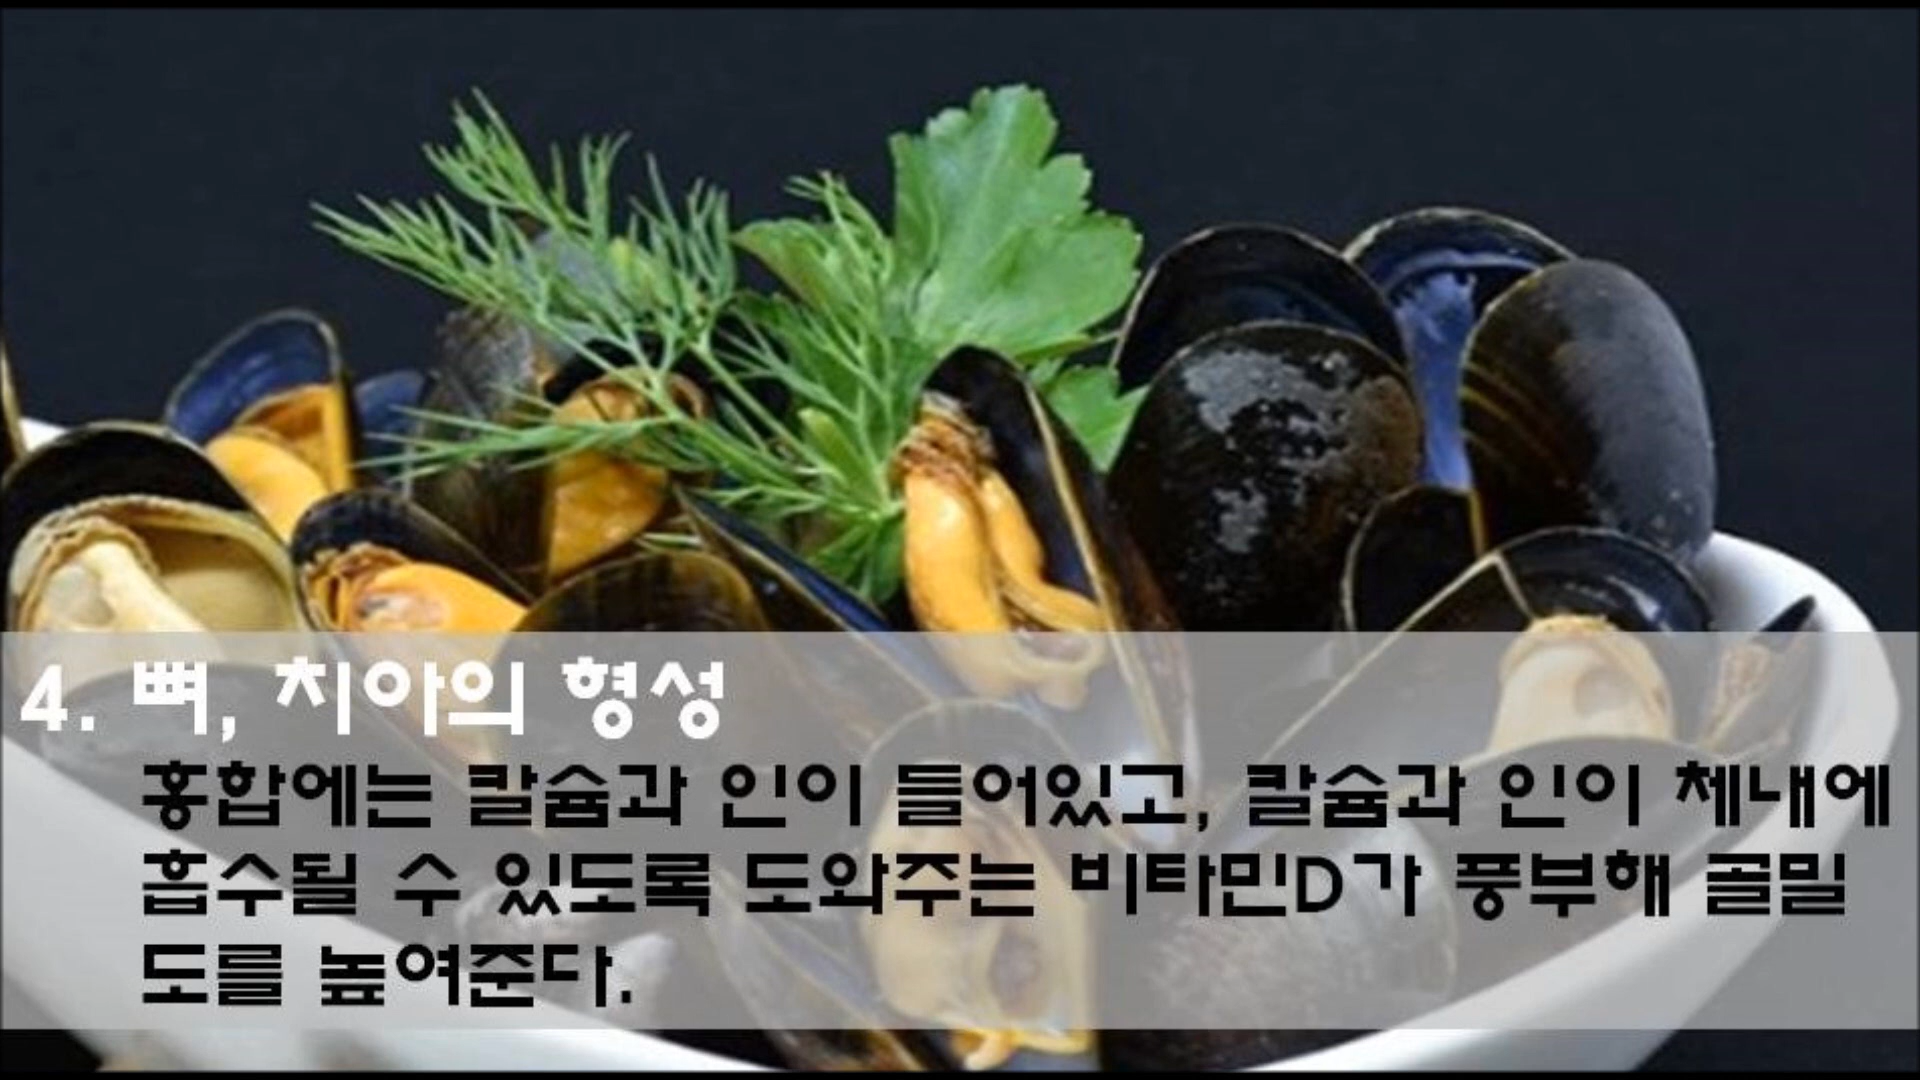 4. 뼈, 치아의 형성
홍합에는 칼슘과 인이 들어있고, 칼슘과 인이 체내에
흡수될 수 있도록 도와주는 비타민D가 풍부해 골밀
도를 높여준다.